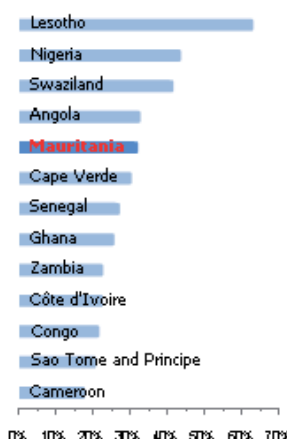 Lesotho
Nigeria
Swaziland
Angola
Mauritania
Cape Verde
Senegal
Ghana
Zambia
Côte d'Ivoire
Congo
Sao Tome and Principe
Cameroon
0% 10% 20% 30% 40% 50% 60% 70%